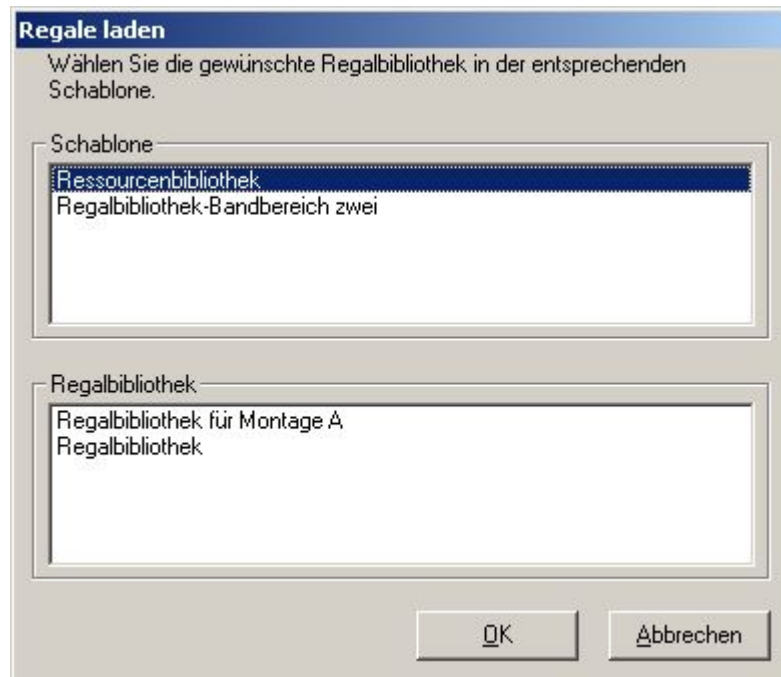 Regale laden
Wählen Sie die gewünschte Regalbibliothek in der entsprechenden
Schablone.
Schablone
Ressourcenbibliothek
Regalbibliothek-Bandbereich zwei
Regalbibliothek
Regalbibliothek für Montage A
Regalbibliothek
OK
Abbrechen